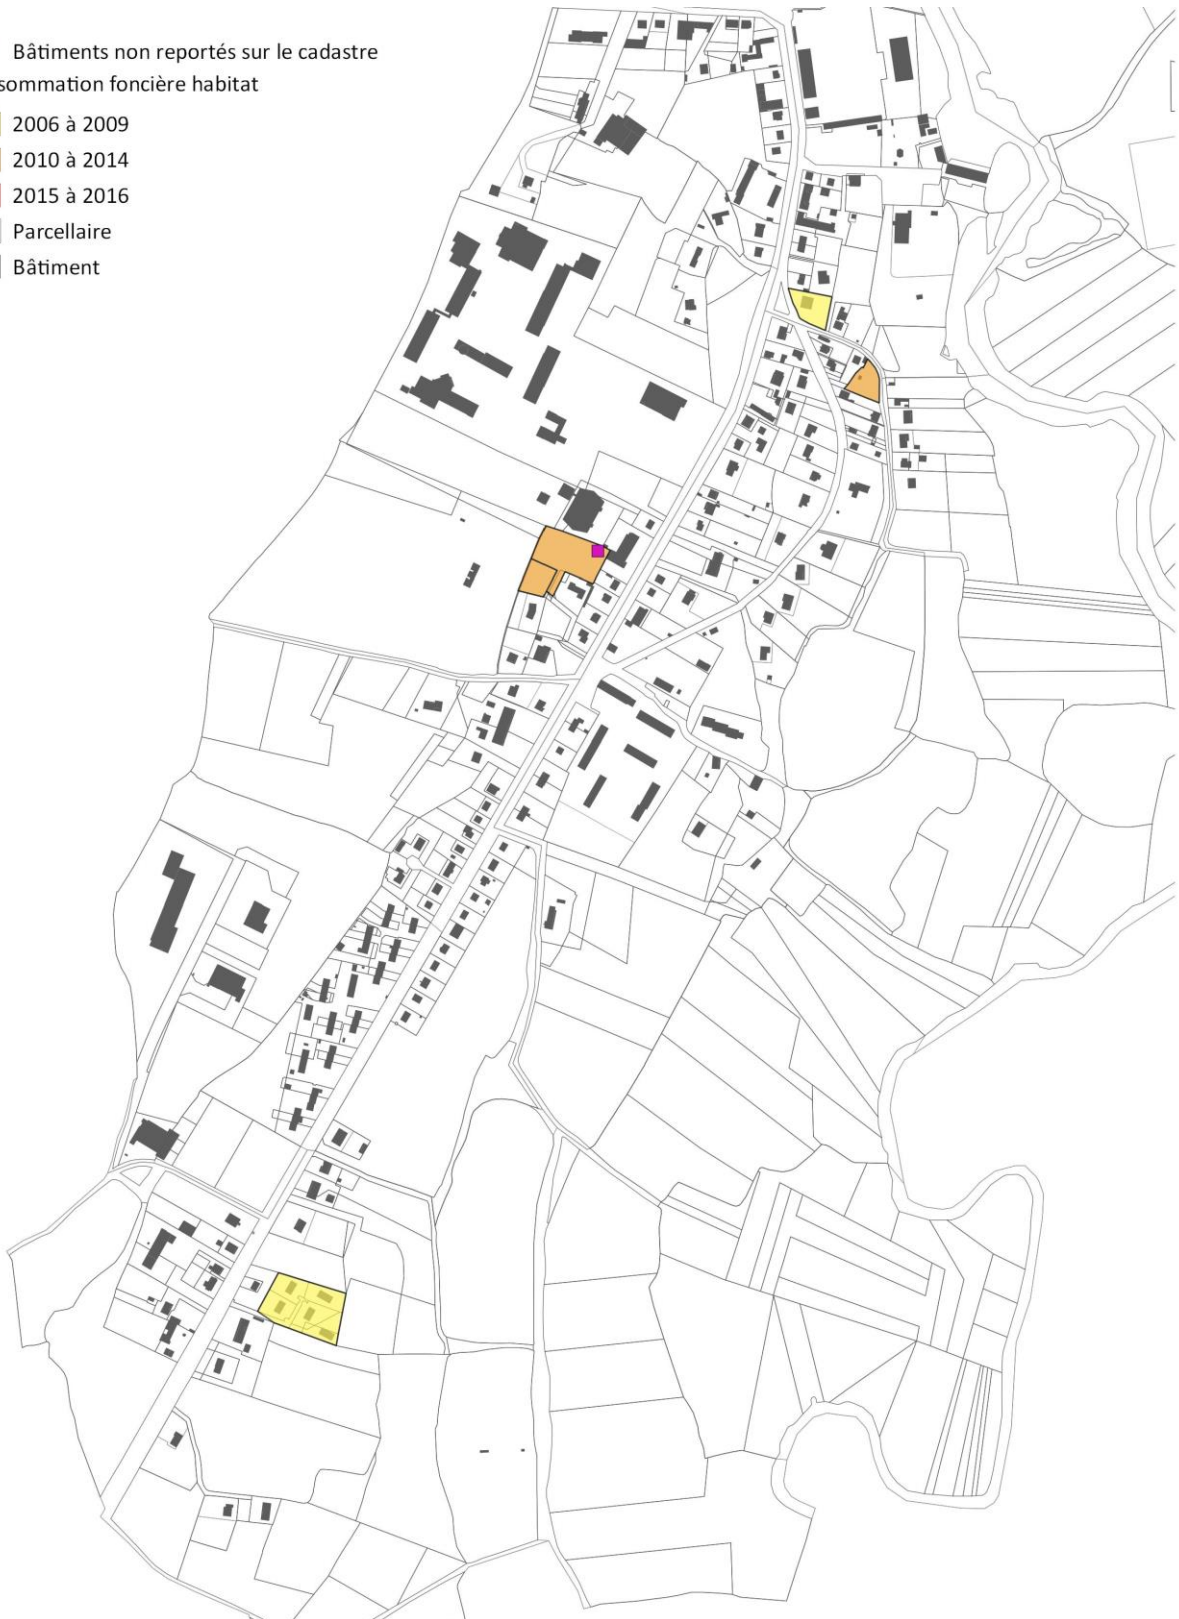 Bâtiments non reportés sur le cadastre
sommation foncière habitat
2006 à 2009
2010 à 2014
2015 à 2016
Parcellaire
Bâtiment